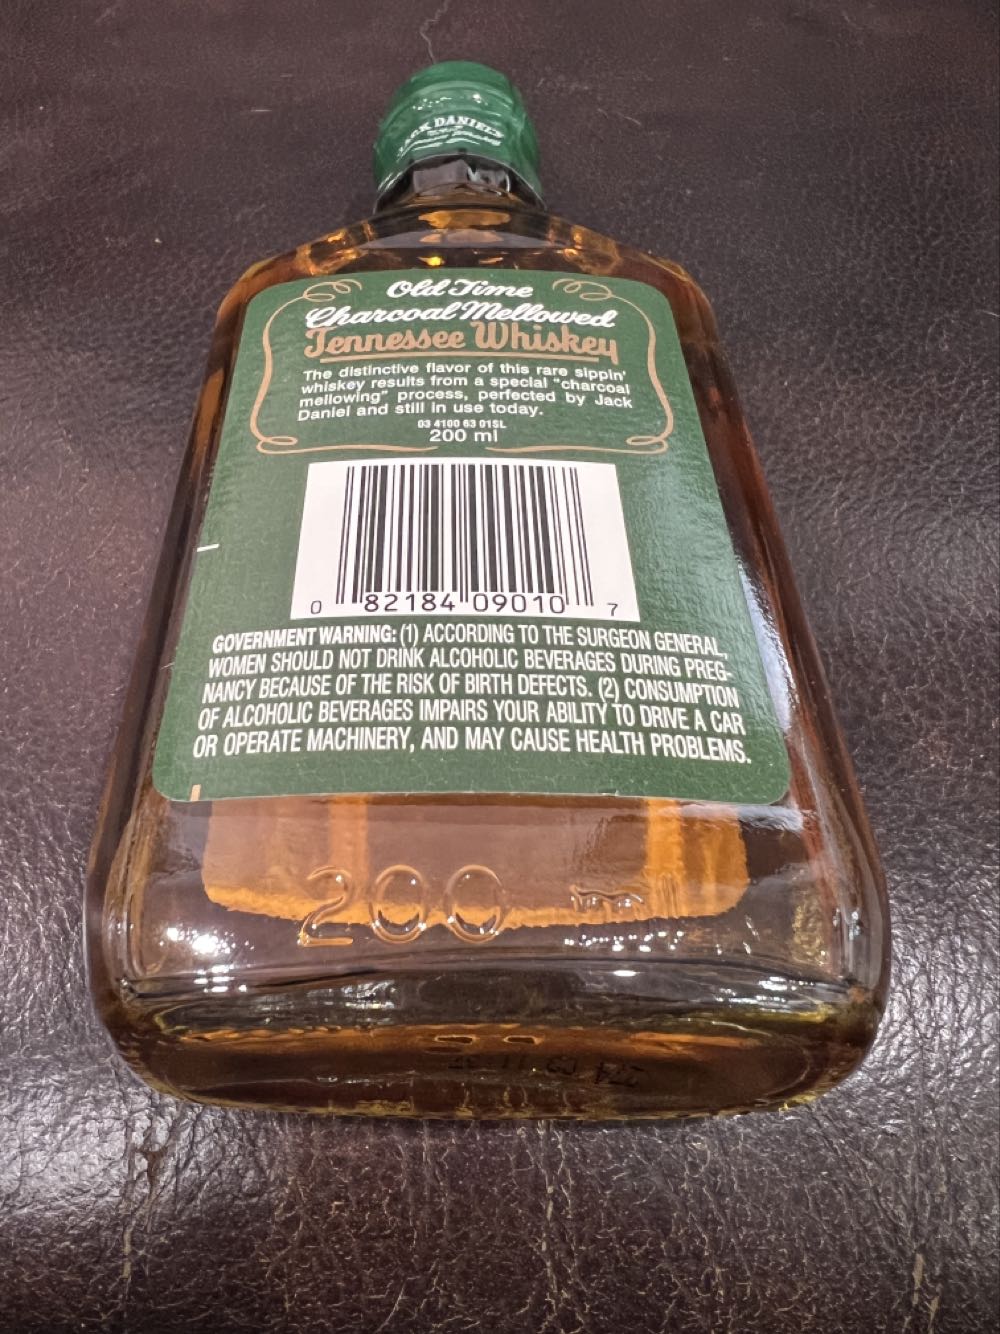 JACK DANIEL'S
Old Time
Charcoal Mellowed
Tennessee Whiskey
The distinctive flavor of this rare sippin'
whiskey results from a special "charcoal
mellowing" process, perfected by Jack
Daniel and still in use today.
03 4100 63 01SL
200 ml
0 82184 09010 7
GOVERNMENT WARNING: (1) ACCORDING TO THE SURGEON GENERAL,
WOMEN SHOULD NOT DRINK ALCOHOLIC BEVERAGES DURING PREG-
NANCY BECAUSE OF THE RISK OF BIRTH DEFECTS. (2) CONSUMPTION
OF ALCOHOLIC BEVERAGES IMPAIRS YOUR ABILITY TO DRIVE A CAR
OR OPERATE MACHINERY, AND MAY CAUSE HEALTH PROBLEMS.
200 ml